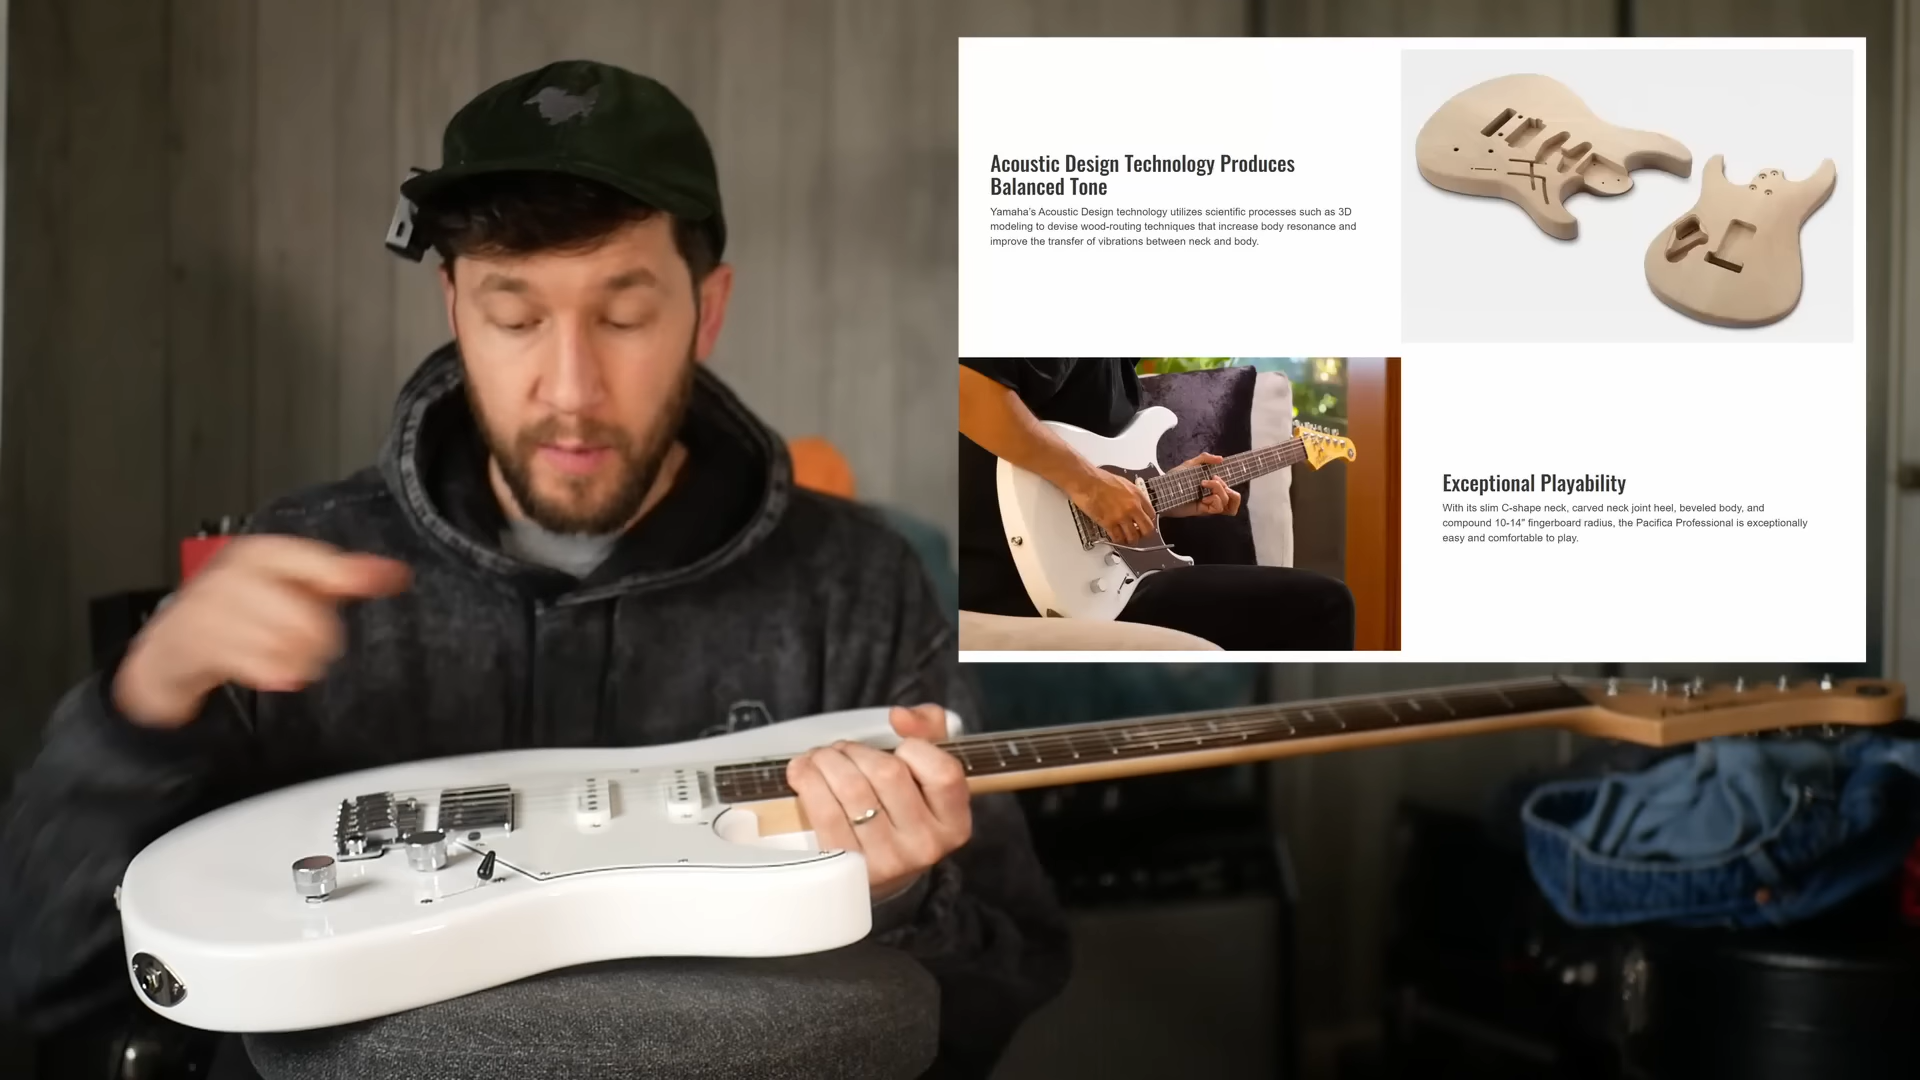 Acoustic Design Technology Produces
Balanced Tone
Yamaha's Acoustic Design technology utilizes scientific processes such as 3D
modeling to devise wood-routing techniques that increase body resonance and
improve the transfer of vibrations between neck and body.
Exceptional Playability
With its slim C-shape neck, carved neck joint heel, beveled body, and
compound 10-14" fingerboard radius, the Pacifica Professional is exceptionally
easy and comfortable to play.